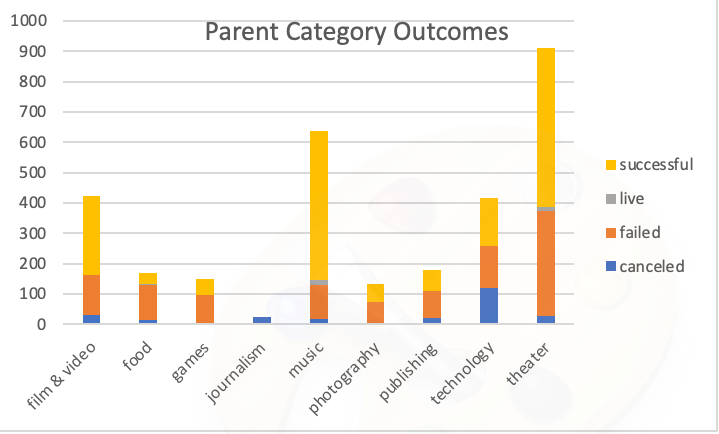 Parent Category Outcomes
1000
900
800
700
600
500
400
300
200
100
0
film & video
food
games
journalism
music
photography
publishing
technology
theater
successful
live
failed
canceled